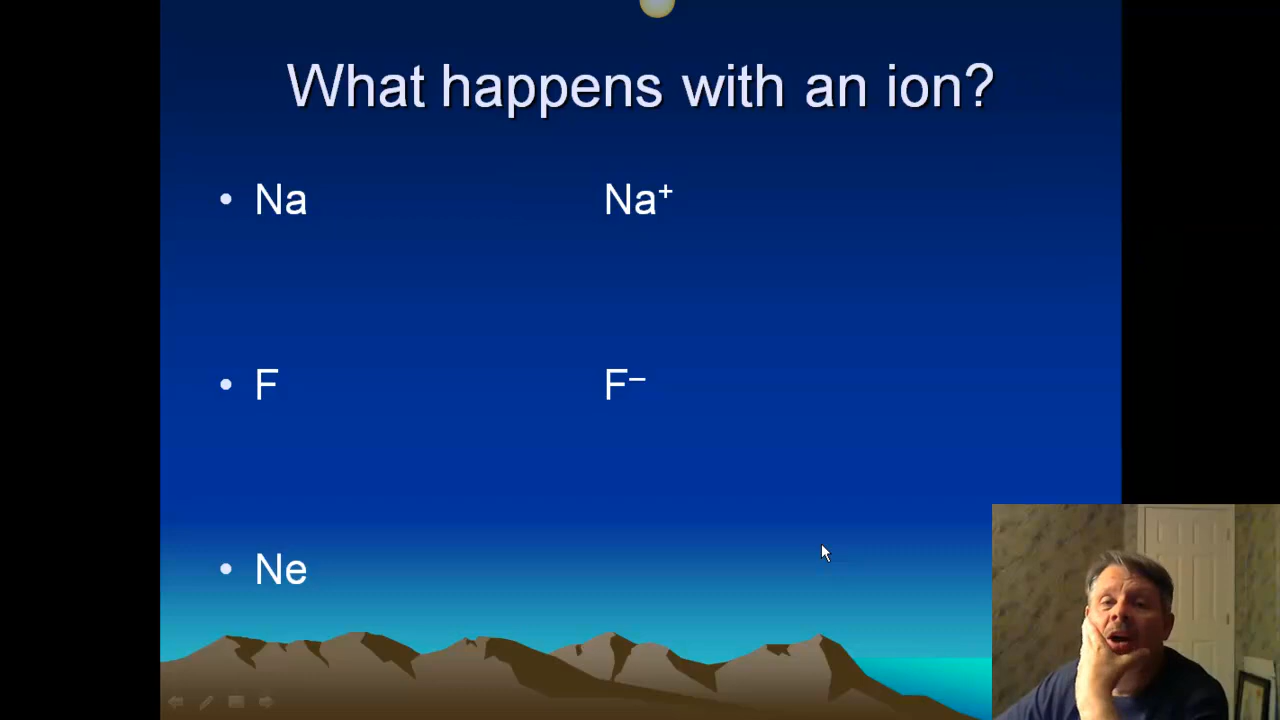 What happens with an ion?
• Na Na⁺
• F F⁻
• Ne